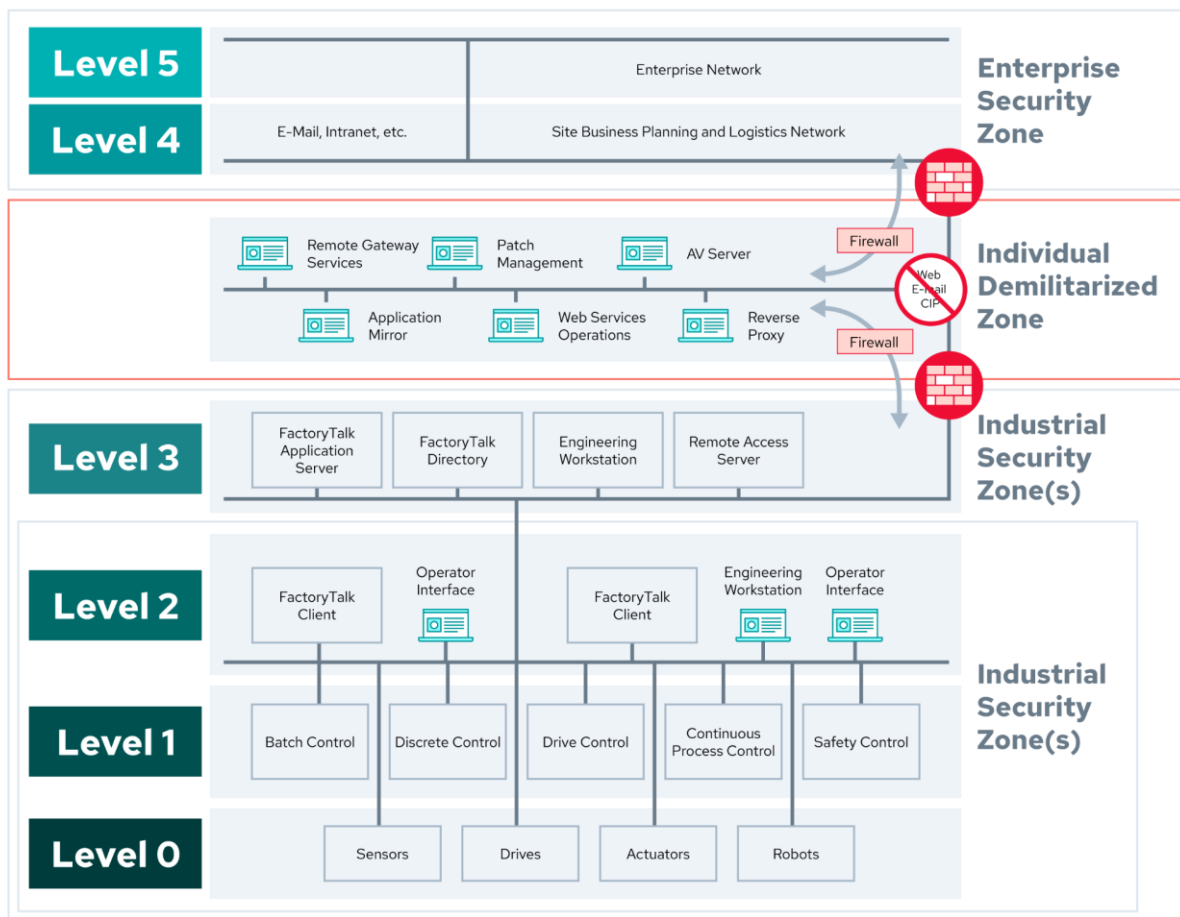 Level 5
Enterprise Network
Enterprise
Security
Zone
Level 4
E-Mail, Intranet, etc.
Site Business Planning and Logistics Network
Remote Gateway
Services
Patch
Management
AV Server
Firewall
Application
Mirror
Web Services
Operations
Reverse
Proxy
Firewall
Web
E-mail
CIP
Individual
Demilitarized
Zone
Level 3
FactoryTalk
Application
Server
FactoryTalk
Directory
Engineering
Workstation
Remote Access
Server
Industrial
Security
Zone(s)
Level 2
FactoryTalk
Client
Operator
Interface
FactoryTalk
Client
Engineering
Workstation
Operator
Interface
Industrial
Security
Zone(s)
Level 1
Batch Control
Discrete Control
Drive Control
Continuous
Process Control
Safety Control
Level 0
Sensors
Drives
Actuators
Robots